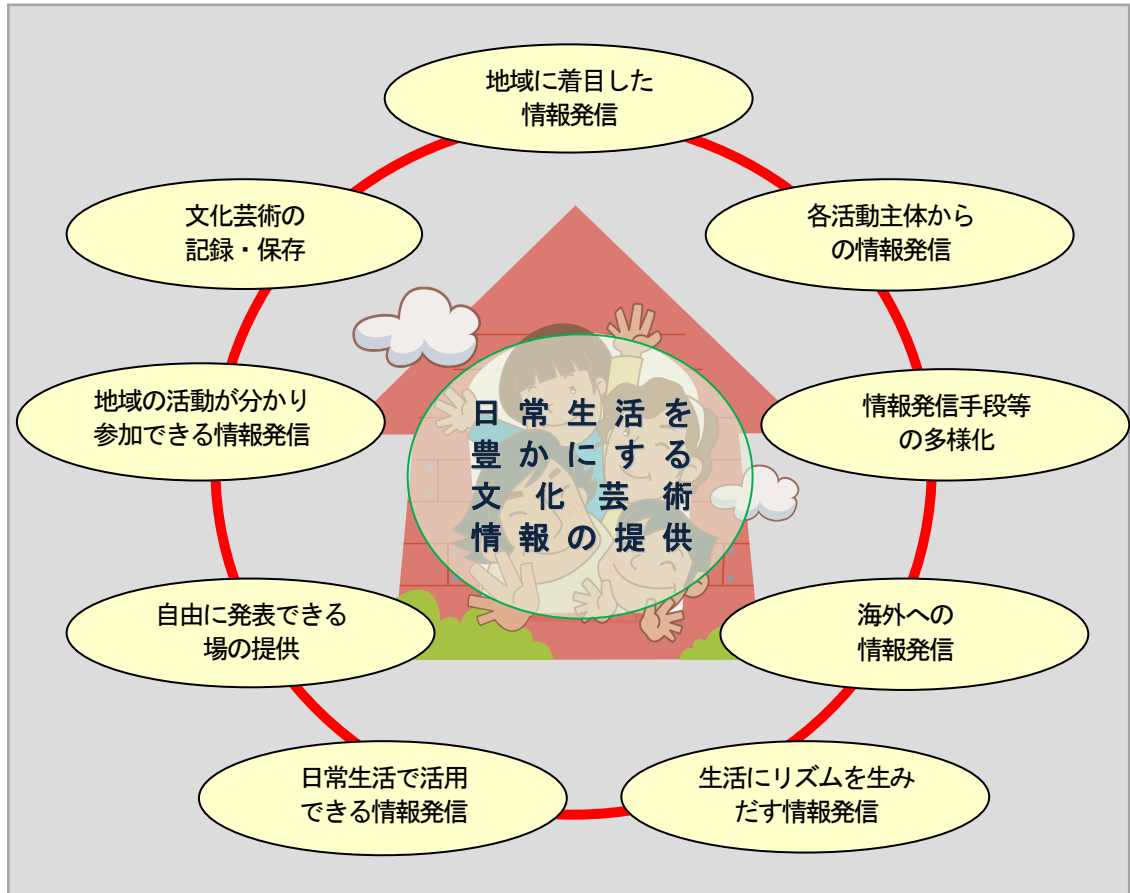 地域に着目した
情報発信
文化芸術の
記録・保存
各活動主体から
の情報発信
地域の活動が分かり
参加できる情報発信
情報発信手段等
の多様化
日常生活を
豊かにする
文化芸術
情報の提供
自由に発表できる
場の提供
海外への
情報発信
日常生活で活用
できる情報発信
生活にリズムを生み
だす情報発信